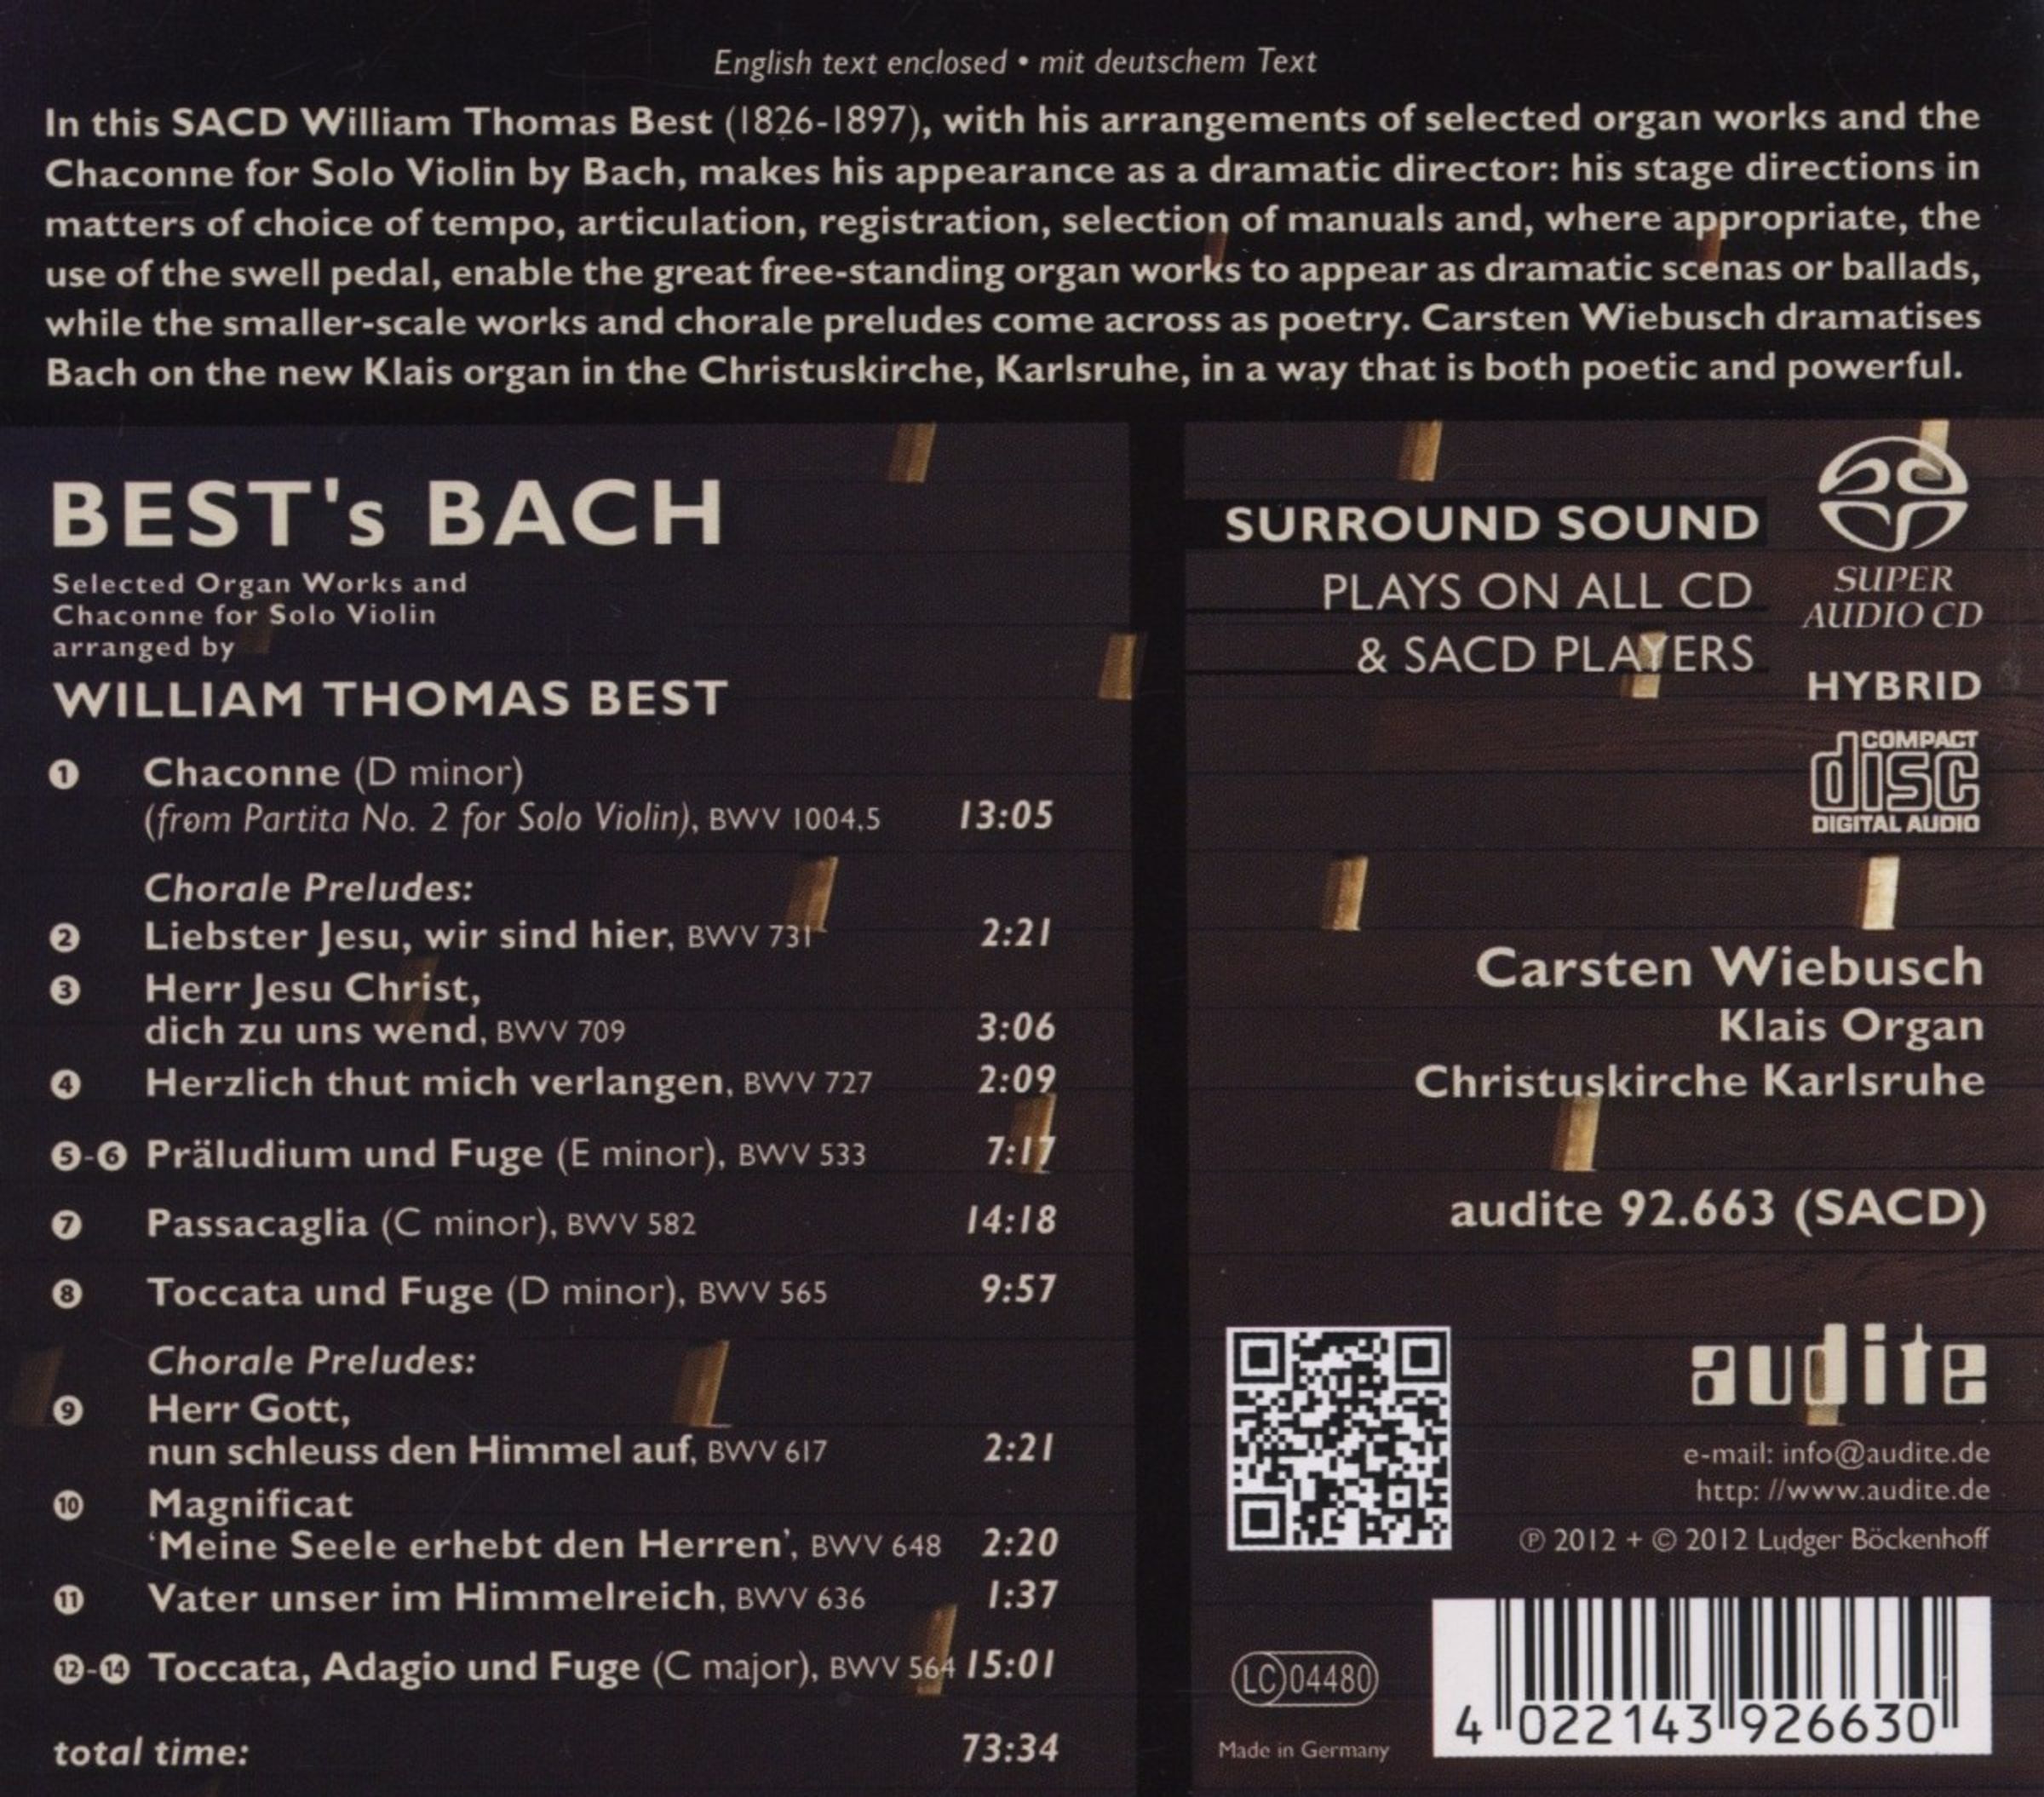 English text enclosed • mit deutschem Text
In this SACD William Thomas Best (1826-1897), with his arrangements of selected organ works and the
Chaconne for Solo Violin by Bach, makes his appearance as a dramatic director: his stage directions in
matters of choice of tempo, articulation, registration, selection of manuals and, where appropriate, the
use of the swell pedal, enable the great free-standing organ works to appear as dramatic scenas or ballads,
while the smaller-scale works and chorale preludes come across as poetry. Carsten Wiebusch dramatises
Bach on the new Klais organ in the Christuskirche, Karlsruhe, in a way that is both poetic and powerful.
BEST's BACH
Selected Organ Works and
Chaconne for Solo Violin
arranged by
WILLIAM THOMAS BEST
1 Chaconne (D minor)
(from Partita No. 2 for Solo Violin), BWV 1004,5 13:05
Chorale Preludes:
2 Liebster Jesu, wir sind hier, BWV 731 2:21
3 Herr Jesu Christ,
dich zu uns wend, BWV 709 3:06
4 Herzlich thut mich verlangen, BWV 727 2:09
5-6 Präludium und Fuge (E minor), BWV 533 7:17
7 Passacaglia (C minor), BWV 582 14:18
8 Toccata und Fuge (D minor), BWV 565 9:57
Chorale Preludes:
9 Herr Gott,
nun schleuss den Himmel auf, BWV 617 2:21
10 Magnificat
‘Meine Seele erhebt den Herren’, BWV 648 2:20
11 Vater unser im Himmelreich, BWV 636 1:37
12-14 Toccata, Adagio und Fuge (C major), BWV 564 15:01
total time: 73:34
SURROUND SOUND
PLAYS ON ALL CD
& SACD PLAYERS
SUPER
AUDIO CD
HYBRID
COMPACT
disc
DIGITAL AUDIO
Carsten Wiebusch
Klais Organ
Christuskirche Karlsruhe
audite 92.663 (SACD)
audite
e-mail: info@audite.de
http: //www.audite.de
℗ 2012 + © 2012 Ludger Böckenhoff
LC 04480
Made in Germany
4 022143 926630